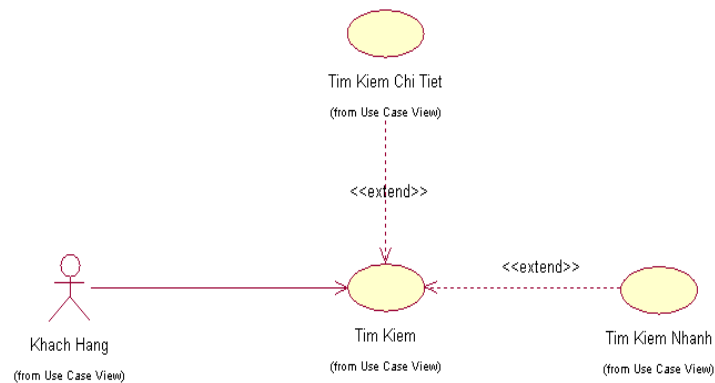 Tim Kiem Chi Tiet
(from Use Case View)
<<extend>>
<<extend>>
Khach Hang
(from Use Case View)
Tim Kiem
(from Use Case View)
Tim Kiem Nhanh
(from Use Case View)